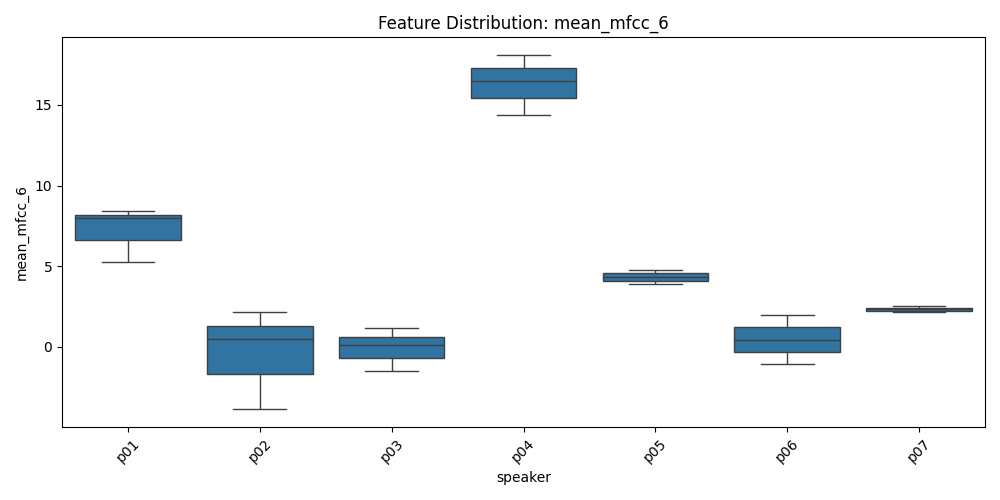 Feature Distribution: mean_mfcc_6
mean_mfcc_6
15
10
5
0
p01
p02
p03
p04
p05
p06
p07
speaker